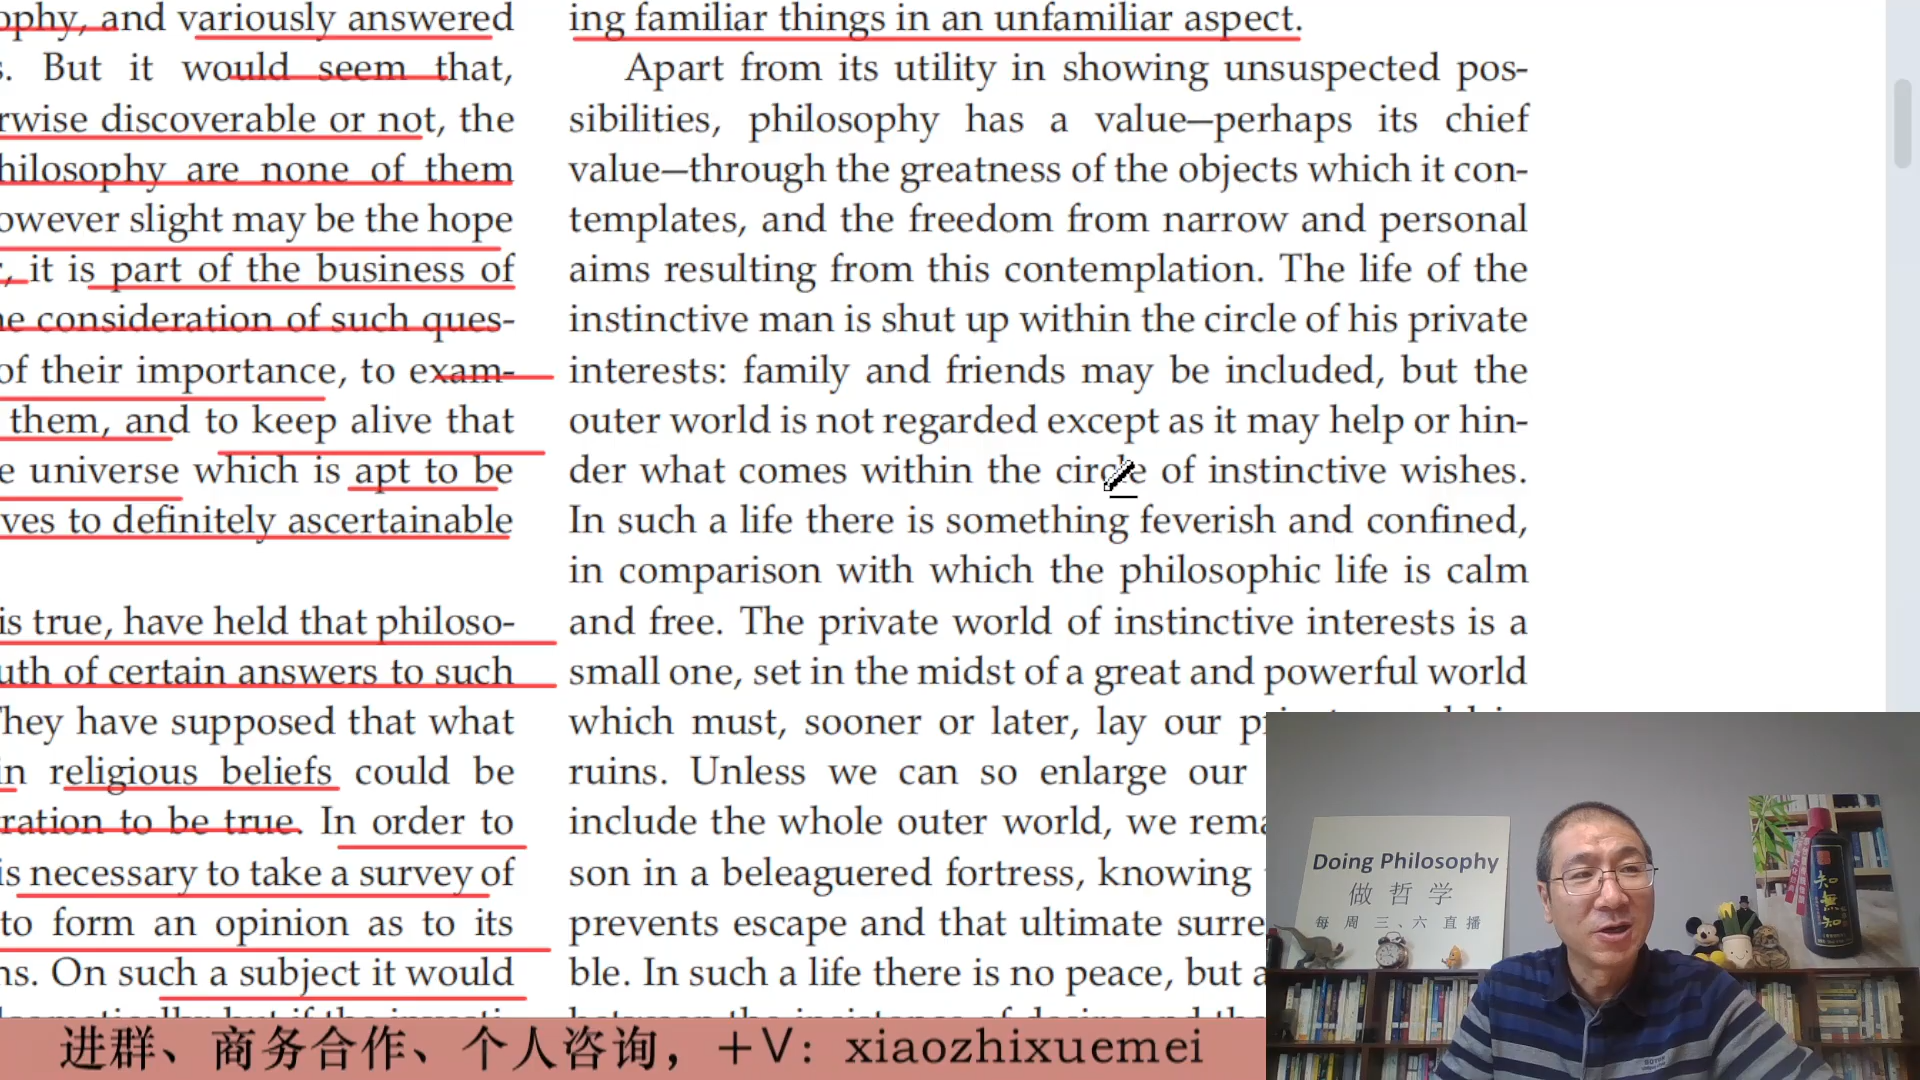 ophy, and variously answered
s. But it would seem that,
rwise discoverable or not, the
hilosophy are none of them
owever slight may be the hope
r, it is part of the business of
he consideration of such ques-
of their importance, to exam-
them, and to keep alive that
e universe which is apt to be
ves to definitely ascertainable
is true, have held that philoso-
uth of certain answers to such
They have supposed that what
in religious beliefs could be
ration to be true. In order to
is necessary to take a survey of
to form an opinion as to its
ns. On such a subject it would
ing familiar things in an unfamiliar aspect.
Apart from its utility in showing unsuspected pos-
sibilities, philosophy has a value—perhaps its chief
value—through the greatness of the objects which it con-
templates, and the freedom from narrow and personal
aims resulting from this contemplation. The life of the
instinctive man is shut up within the circle of his private
interests: family and friends may be included, but the
outer world is not regarded except as it may help or hin-
der what comes within the circle of instinctive wishes.
In such a life there is something feverish and confined,
in comparison with which the philosophic life is calm
and free. The private world of instinctive interests is a
small one, set in the midst of a great and powerful world
which must, sooner or later, lay our
ruins. Unless we can so enlarge our
include the whole outer world, we rema
son in a beleaguered fortress, knowing
prevents escape and that ultimate surre
ble. In such a life there is no peace, but a
Doing Philosophy
做哲学
每周三、六直播
知無知
进群、商务合作、个人咨询，+V：xiaozhixuemei